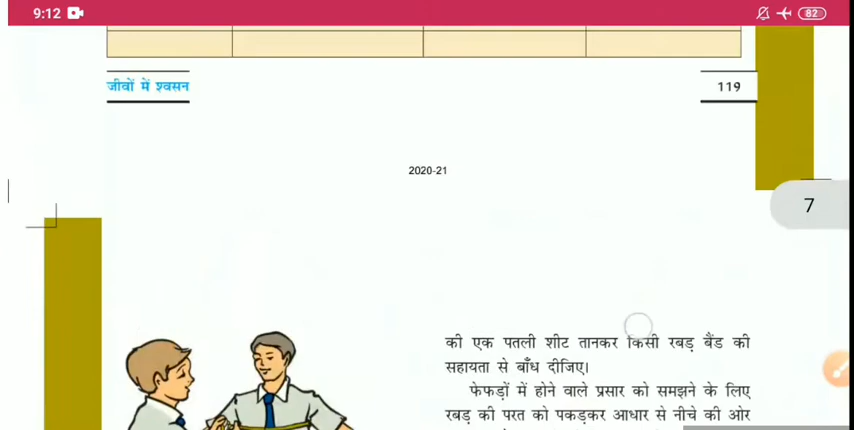 9:12
82
जीवों में श्वसन
119
2020-21
7
की एक पतली शीट तानकर किसी रबड़ बैंड की
सहायता से बाँध दीजिए।
फेफड़ों में होने वाले प्रसार को समझने के लिए
रबड़ की परत को पकड़कर आधार से नीचे की ओर